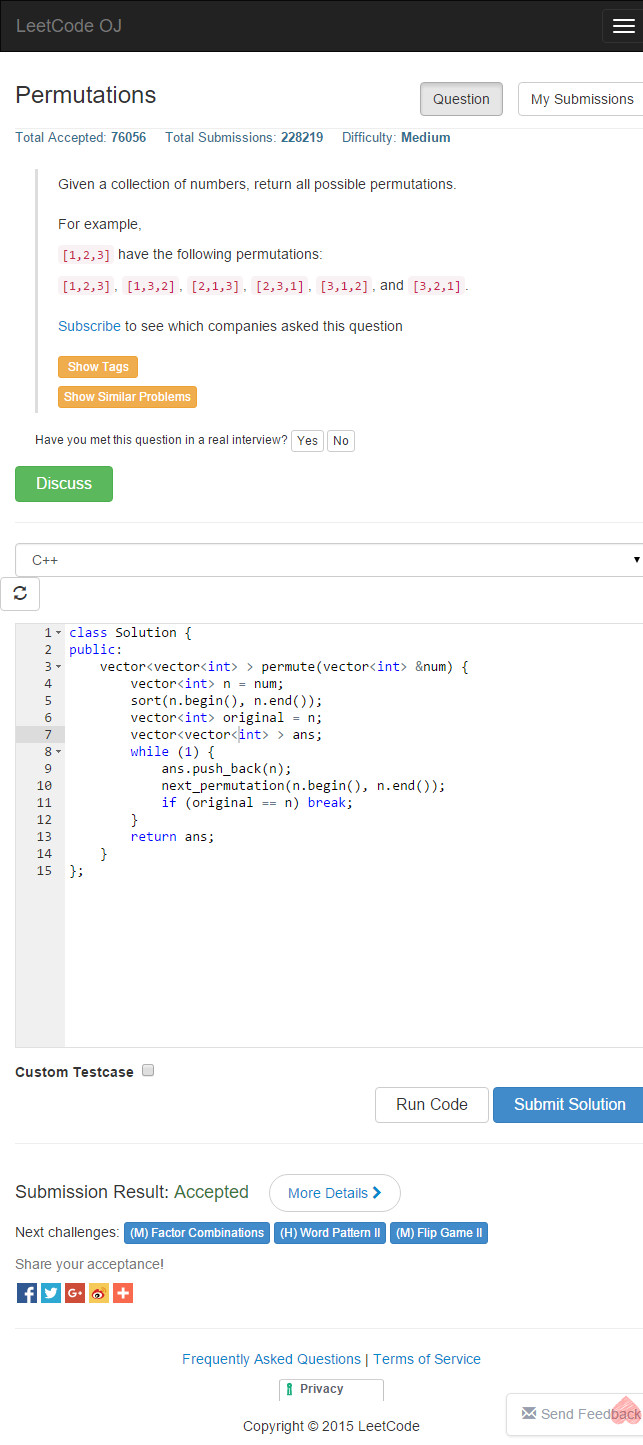 LeetCode OJ
Permutations
Question
My Submissions
Total Accepted: 76056 Total Submissions: 228219 Difficulty: Medium
Given a collection of numbers, return all possible permutations.
For example,
[1,2,3] have the following permutations:
[1,2,3], [1,3,2], [2,1,3], [2,3,1], [3,1,2], and [3,2,1].
Subscribe to see which companies asked this question
Show Tags
Show Similar Problems
Have you met this question in a real interview? Yes No
Discuss
C++
1 class Solution {
2 public:
3     vector<vector<int> > permute(vector<int> &num) {
4         vector<int> n = num;
5         sort(n.begin(), n.end());
6         vector<int> original = n;
7         vector<vector<int> > ans;
8         while (1) {
9             ans.push_back(n);
10             next_permutation(n.begin(), n.end());
11             if (original == n) break;
12         }
13         return ans;
14     }
15 };
Custom Testcase
Run Code
Submit Solution
Submission Result: Accepted
More Details
Next challenges: (M) Factor Combinations (H) Word Pattern II (M) Flip Game II
Share your acceptance!
Frequently Asked Questions | Terms of Service
Privacy
Send Feedback
Copyright © 2015 LeetCode